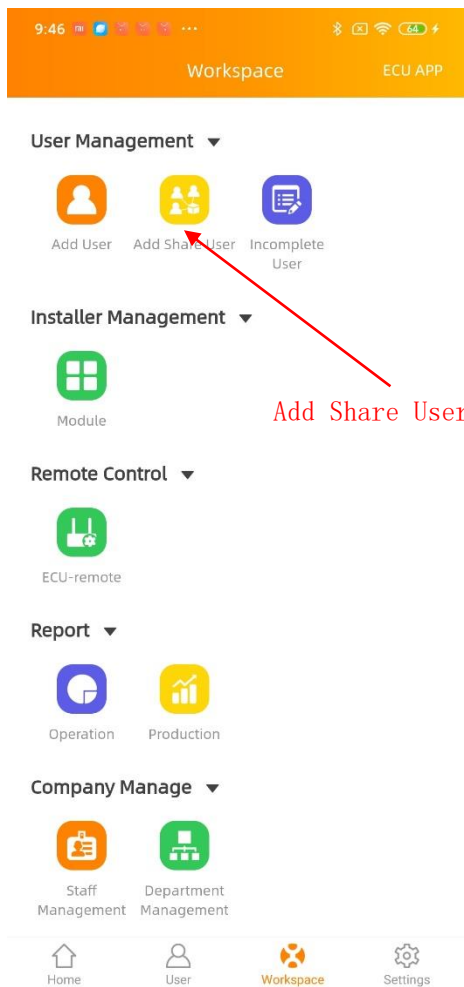 9:46
64
Workspace
ECU APP
User Management
Add User
Add Share User
Incomplete
User
Installer Management
Module
Add Share User
Remote Control
ECU-remote
Report
Operation
Production
Company Manage
Staff
Management
Department
Management
Home
User
Workspace
Settings